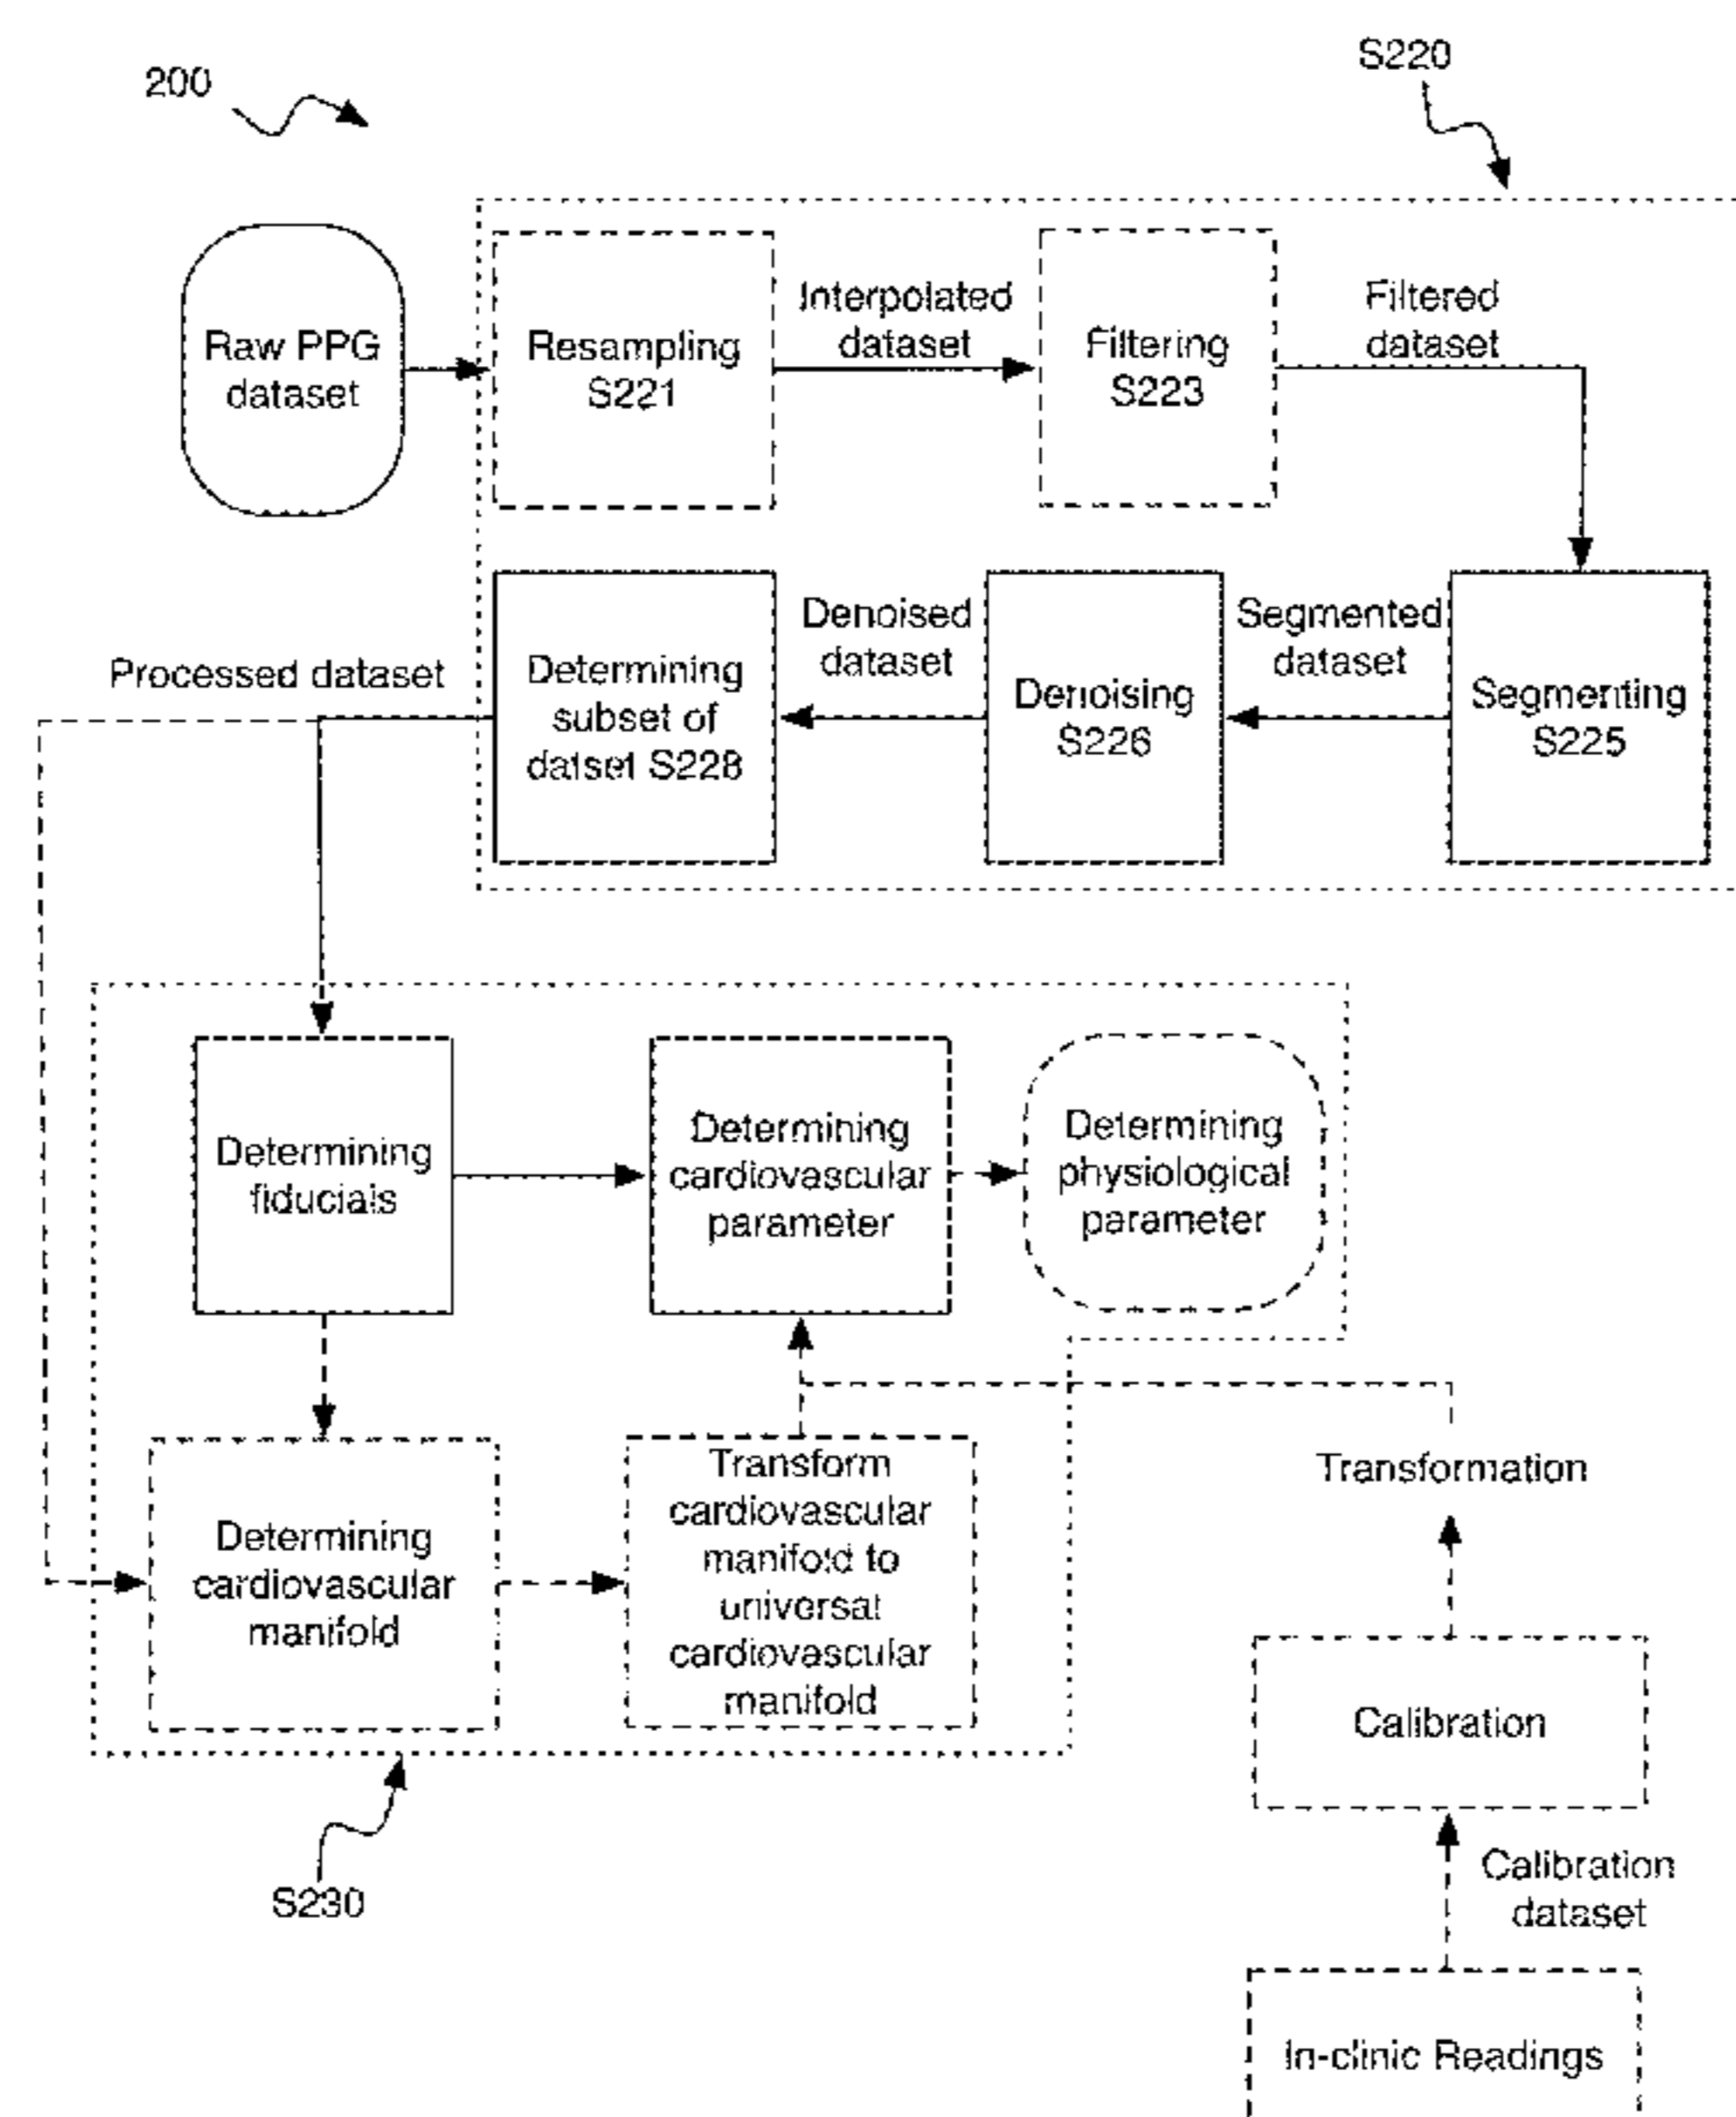 200
S220
Raw PPG
dataset
Resampling
S221
Interpolated
dataset
Filtering
S223
Filtered
dataset
Processed dataset
Determining
subset of
datset S228
Denoised
dataset
Denoising
S226
Segmented
dataset
Segmenting
S225
Determining
fiducials
Determining
cardiovascular
parameter
Determining
physiological
parameter
Determining
cardiovascular
manifold
Transform
cardiovascular
manifold to
universal
cardiovascular
manifold
Transformation
Calibration
S230
Calibration
dataset
In-clinic Readings